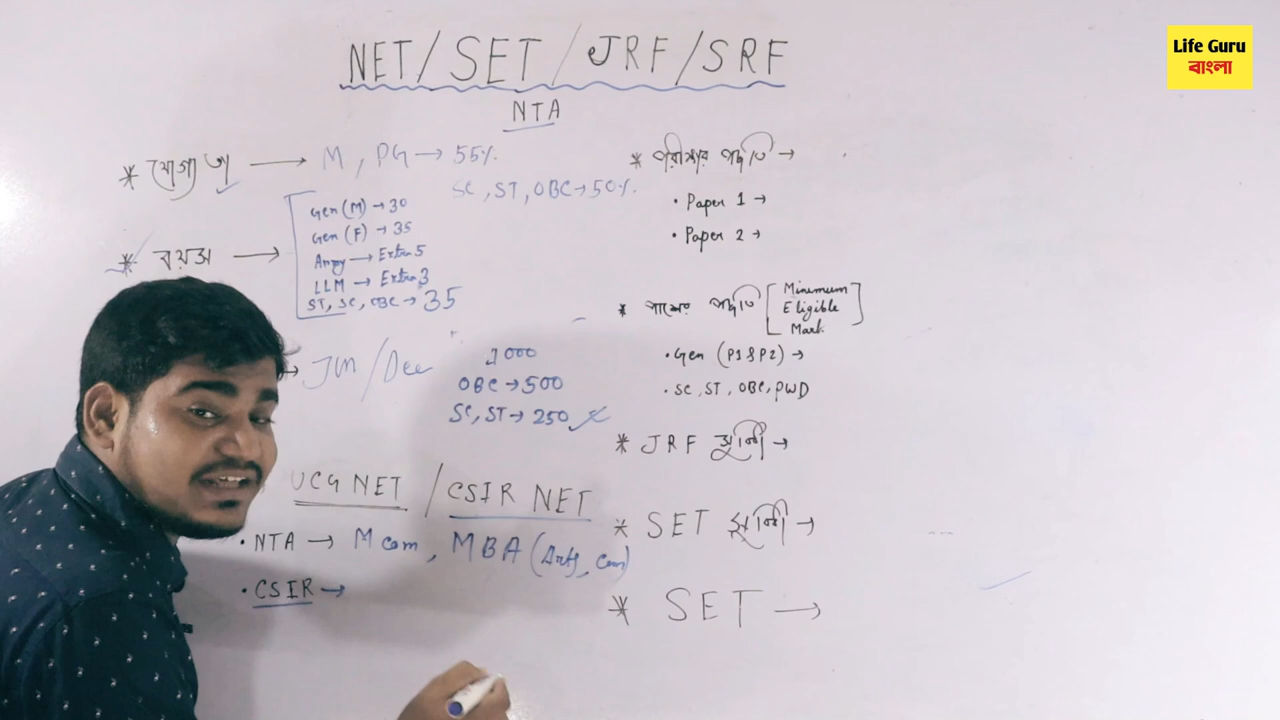 NET/SET/JRF/SRF
NTA
Life Guru
বাংলা
* যোগ্যতা → M, PG → 55%
SC, ST, OBC → 50%
* বয়স →
Gen (M) → 30
Gen (F) → 35
Army → Extra 5
LLM → Extra 3
ST, SC, OBC → 35
→ Jun/Dec
1000
OBC → 500
SC, ST → 250
UCG NET / CSIR NET
• NTA → M com, MBA (Arts, Com)
• CSIR →
* পরীক্ষার পদ্ধতি →
• Paper 1 →
• Paper 2 →
* পাশের পদ্ধতি [Minimum
Eligible
Mark]
• Gen (P1 & P2) →
• SC, ST, OBC, PWD
* JRF →
* SET →
* SET →